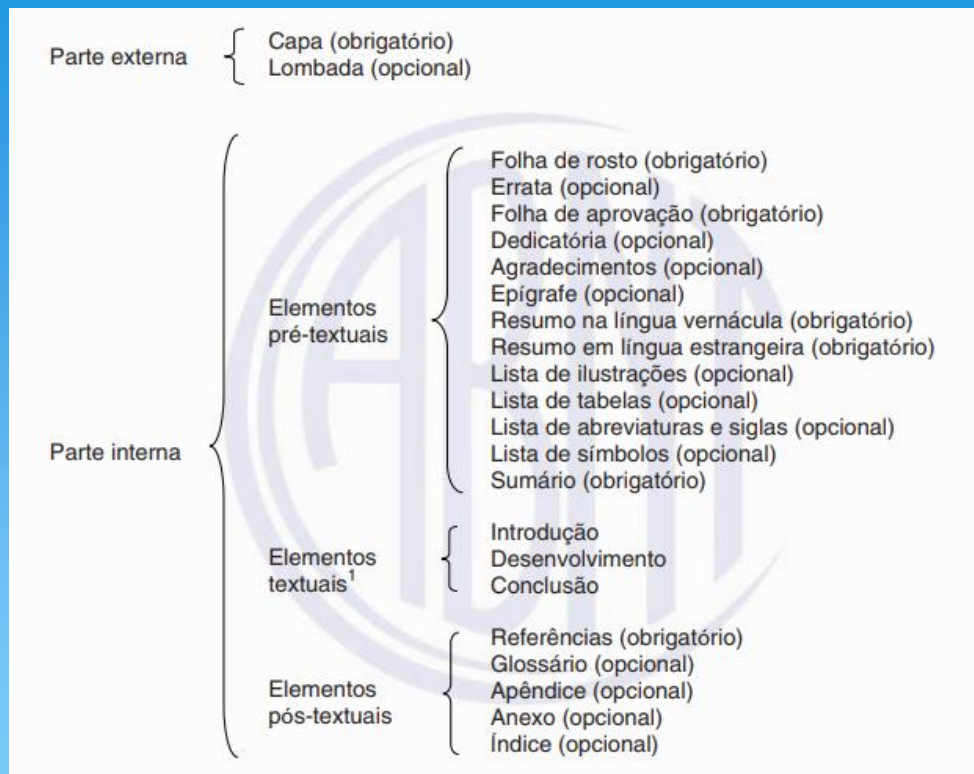 Parte externa
Capa (obrigatório)
Lombada (opcional)
Parte interna
Elementos
pré-textuais
Folha de rosto (obrigatório)
Errata (opcional)
Folha de aprovação (obrigatório)
Dedicatória (opcional)
Agradecimentos (opcional)
Epígrafe (opcional)
Resumo na língua vernácula (obrigatório)
Resumo em língua estrangeira (obrigatório)
Lista de ilustrações (opcional)
Lista de tabelas (opcional)
Lista de abreviaturas e siglas (opcional)
Lista de símbolos (opcional)
Sumário (obrigatório)
Elementos
textuais¹
Introdução
Desenvolvimento
Conclusão
Elementos
pós-textuais
Referências (obrigatório)
Glossário (opcional)
Apêndice (opcional)
Anexo (opcional)
Índice (opcional)
ABNT